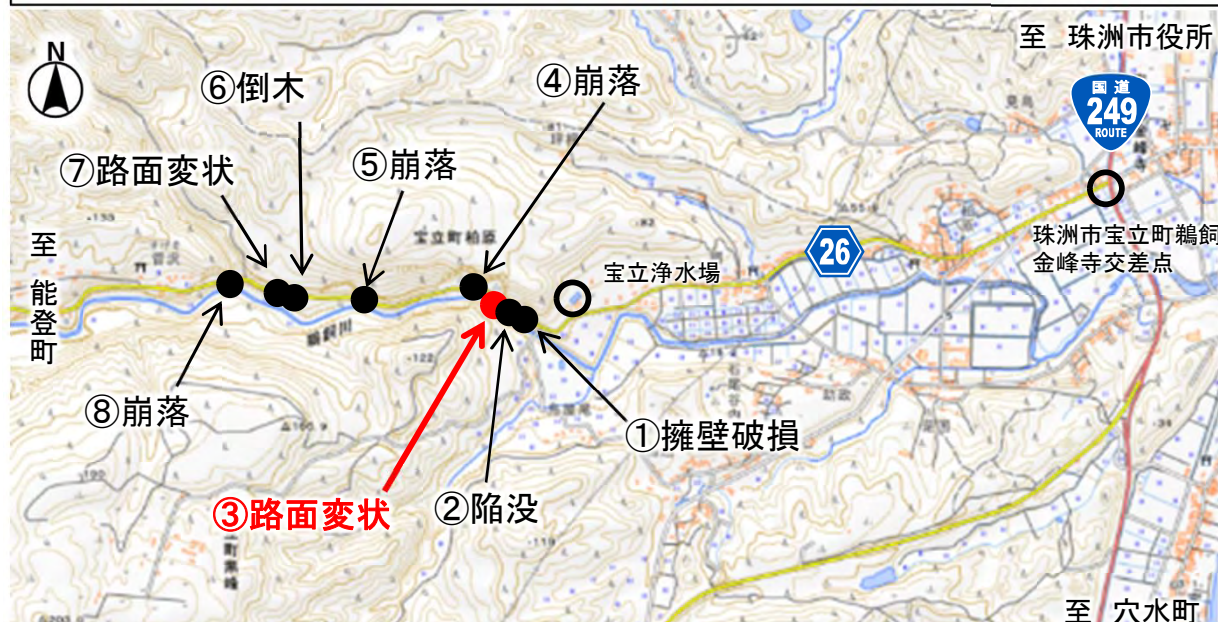 至 珠洲市役所
N
⑥倒木
④崩落
国道
249
ROUTE
⑦路面変状
⑤崩落
至 能登町
宝立町柏原
26
珠洲市宝立町鵜飼
金峰寺交差点
宝立浄水場
鵜飼川
⑧崩落
①擁壁破損
③路面変状
②陥没
至 穴水町